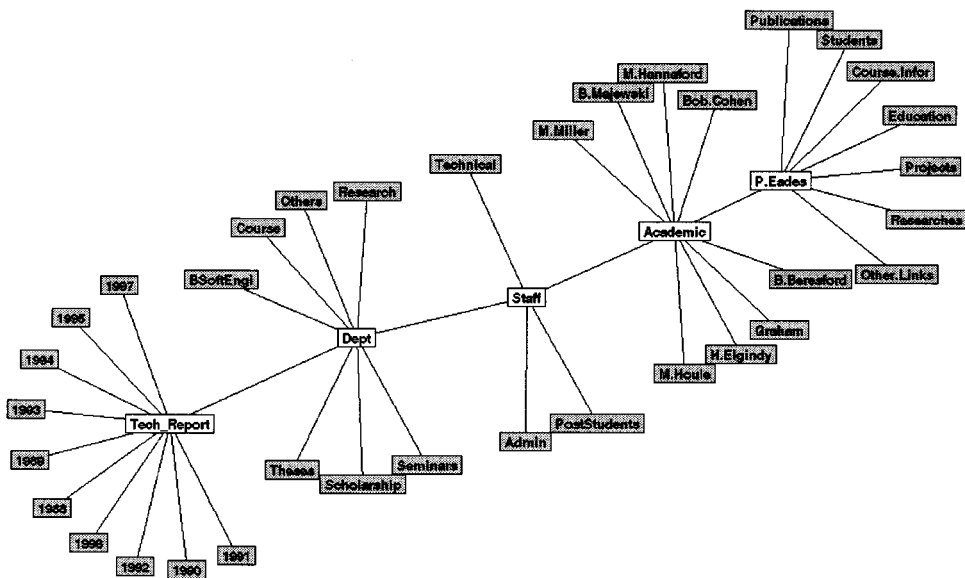 Publications
Students
M.Hannaford
Course.Infor
B.Majewski
Bob.Cohen
Education
M.Miller
Technical
Projects
P.Eades
Research
Others
Researches
Course
Academic
BSoftEngi
B.Beresford
Other.Links
1997
Staff
1995
Graham
Dept
H.Elgindy
1994
M.Houle
1993
Tech_Report
PostStudents
Admin
1989
Seminars
Theses
Scholarship
1988
1996
1991
1992
1990